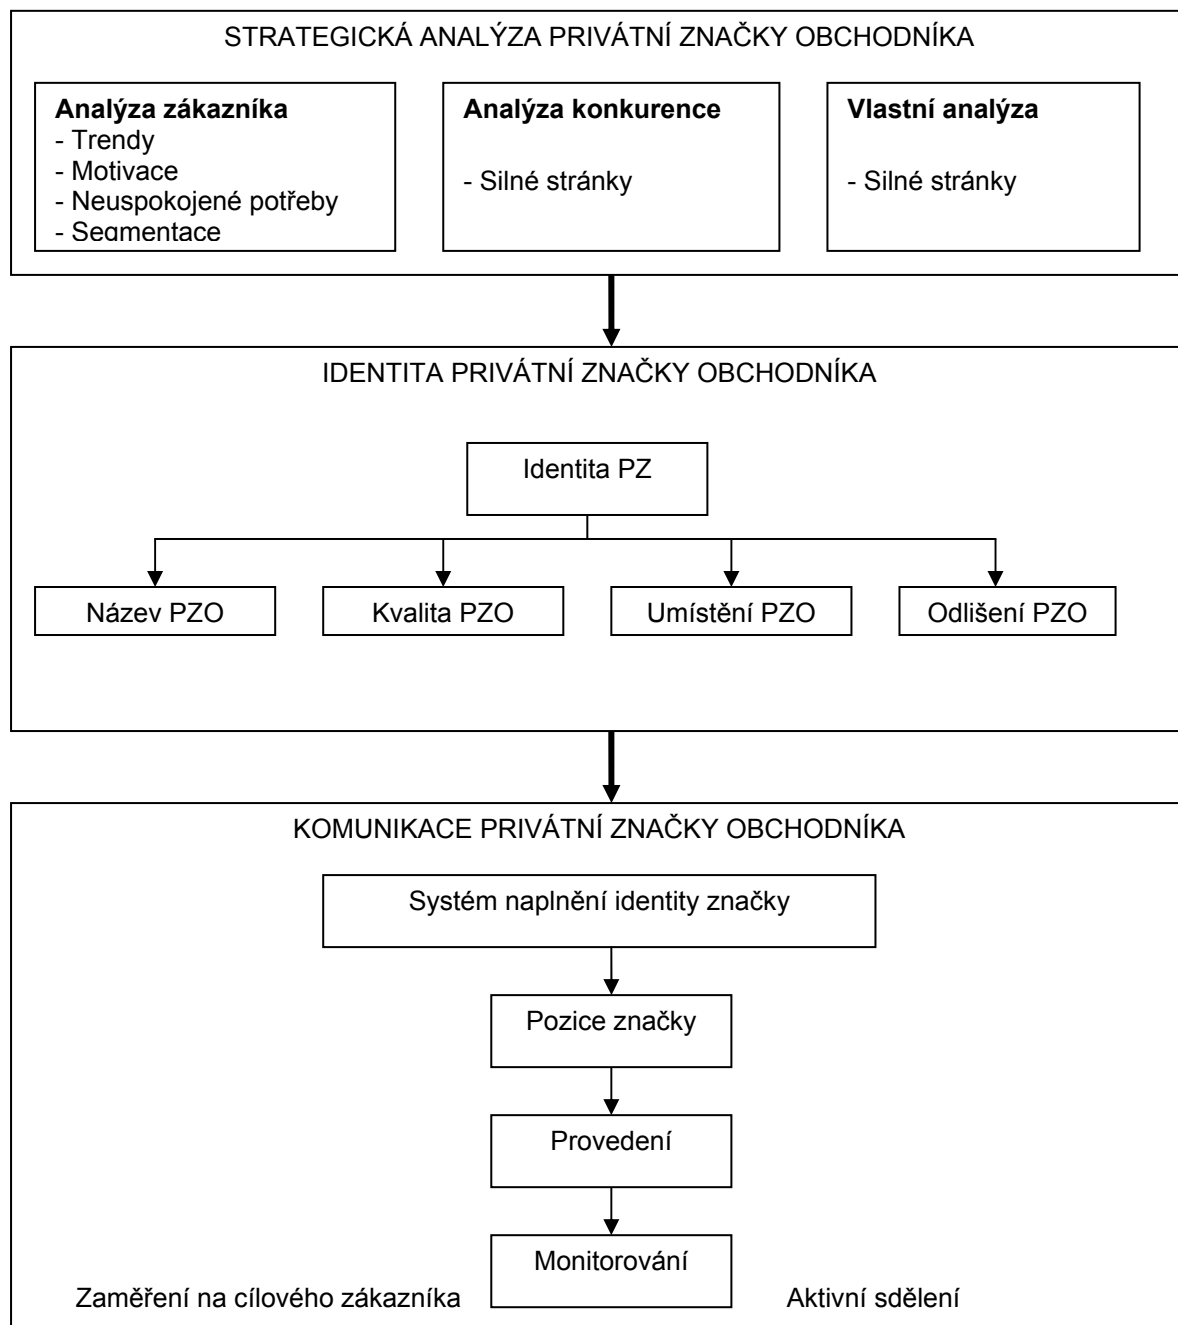 STRATEGICKÁ ANALÝZA PRIVÁTNÍ ZNAČKY OBCHODNÍKA
Analýza zákazníka
- Trendy
- Motivace
- Neuspokojené potřeby
- Segmentace
Analýza konkurence
- Silné stránky
Vlastní analýza
- Silné stránky
IDENTITA PRIVÁTNÍ ZNAČKY OBCHODNÍKA
Identita PZ
Název PZO
Kvalita PZO
Umístění PZO
Odlišení PZO
KOMUNIKACE PRIVÁTNÍ ZNAČKY OBCHODNÍKA
Systém naplnění identity značky
Pozice značky
Provedení
Monitorování
Zaměření na cílového zákazníka
Aktivní sdělení